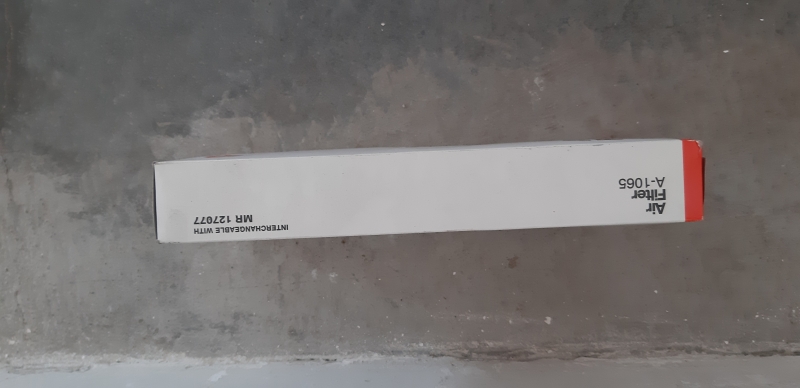 Air
Filter
A-1065
INTERCHANGEABLE WITH
MR 127077